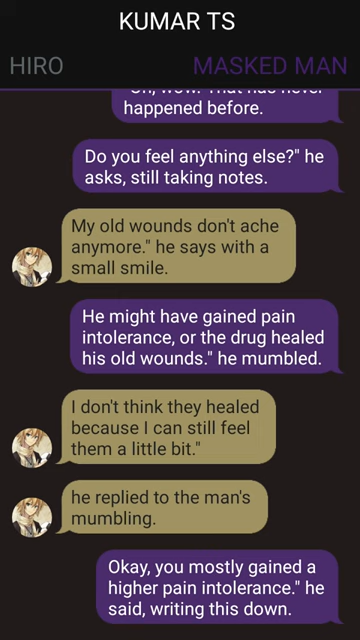 KUMAR TS
HIRO
MASKED MAN
happened before.
Do you feel anything else?" he
asks, still taking notes.
My old wounds don't ache
anymore." he says with a
small smile.
He might have gained pain
intolerance, or the drug healed
his old wounds." he mumbled.
I don't think they healed
because I can still feel
them a little bit."
he replied to the man's
mumbling.
Okay, you mostly gained a
higher pain intolerance." he
said, writing this down.